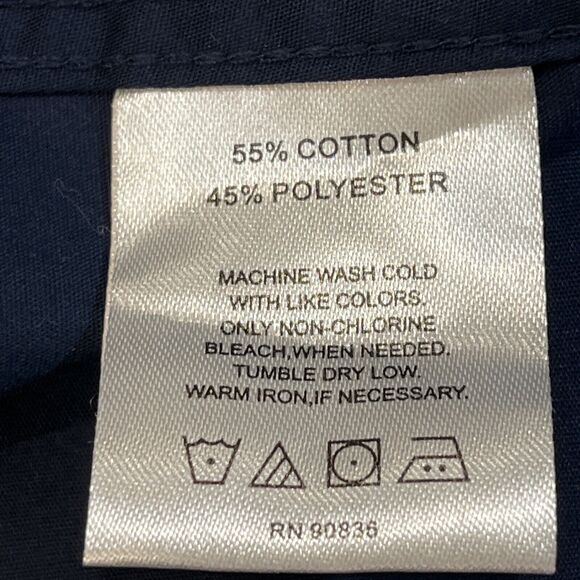 55% COTTON
45% POLYESTER
MACHINE WASH COLD
WITH LIKE COLORS.
ONLY NON-CHLORINE
BLEACH,WHEN NEEDED.
TUMBLE DRY LOW.
WARM IRON,IF NECESSARY.
RN 90836